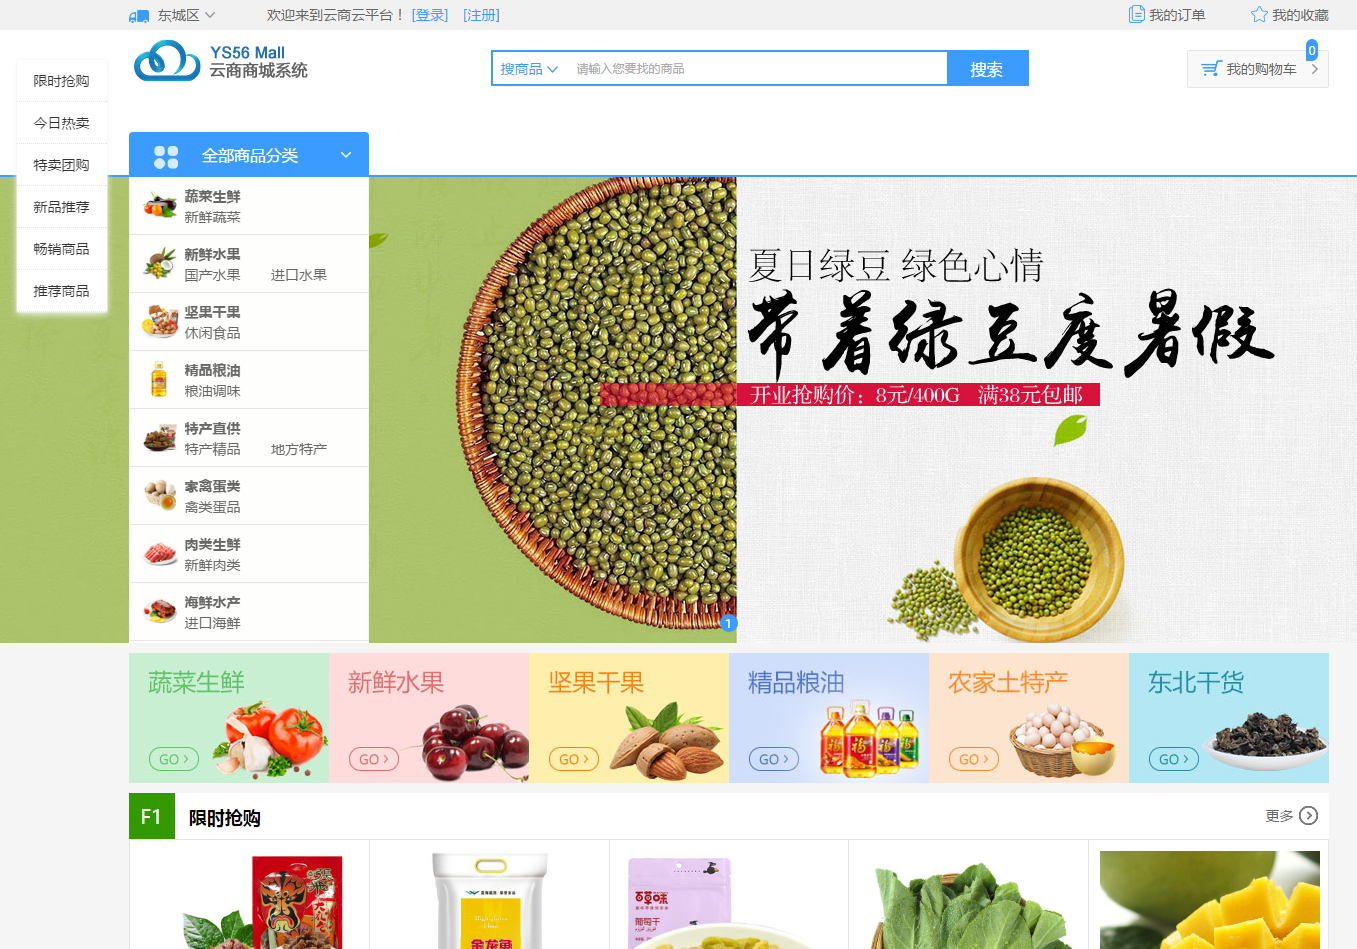 东城区
欢迎来到云商云平台！ [登录] [注册]
我的订单
我的收藏
YS56 Mall
云商商城系统
搜商品
请输入您要找的商品
搜索
0
我的购物车
限时抢购
今日热卖
特卖团购
新品推荐
畅销商品
推荐商品
全部商品分类
蔬菜生鲜
新鲜蔬菜
新鲜水果
国产水果 进口水果
坚果干果
休闲食品
精品粮油
粮油调味
特产直供
特产精品 地方特产
家禽蛋类
禽类蛋品
肉类生鲜
新鲜肉类
海鲜水产
进口海鲜
夏日绿豆 绿色心情
带着绿豆度暑假
开业抢购价：8元/400G 满38元包邮
1
蔬菜生鲜
GO
新鲜水果
GO
坚果干果
GO
精品粮油
GO
农家土特产
GO
东北干货
GO
F1
限时抢购
更多
金龙鱼
百草味
葡萄干